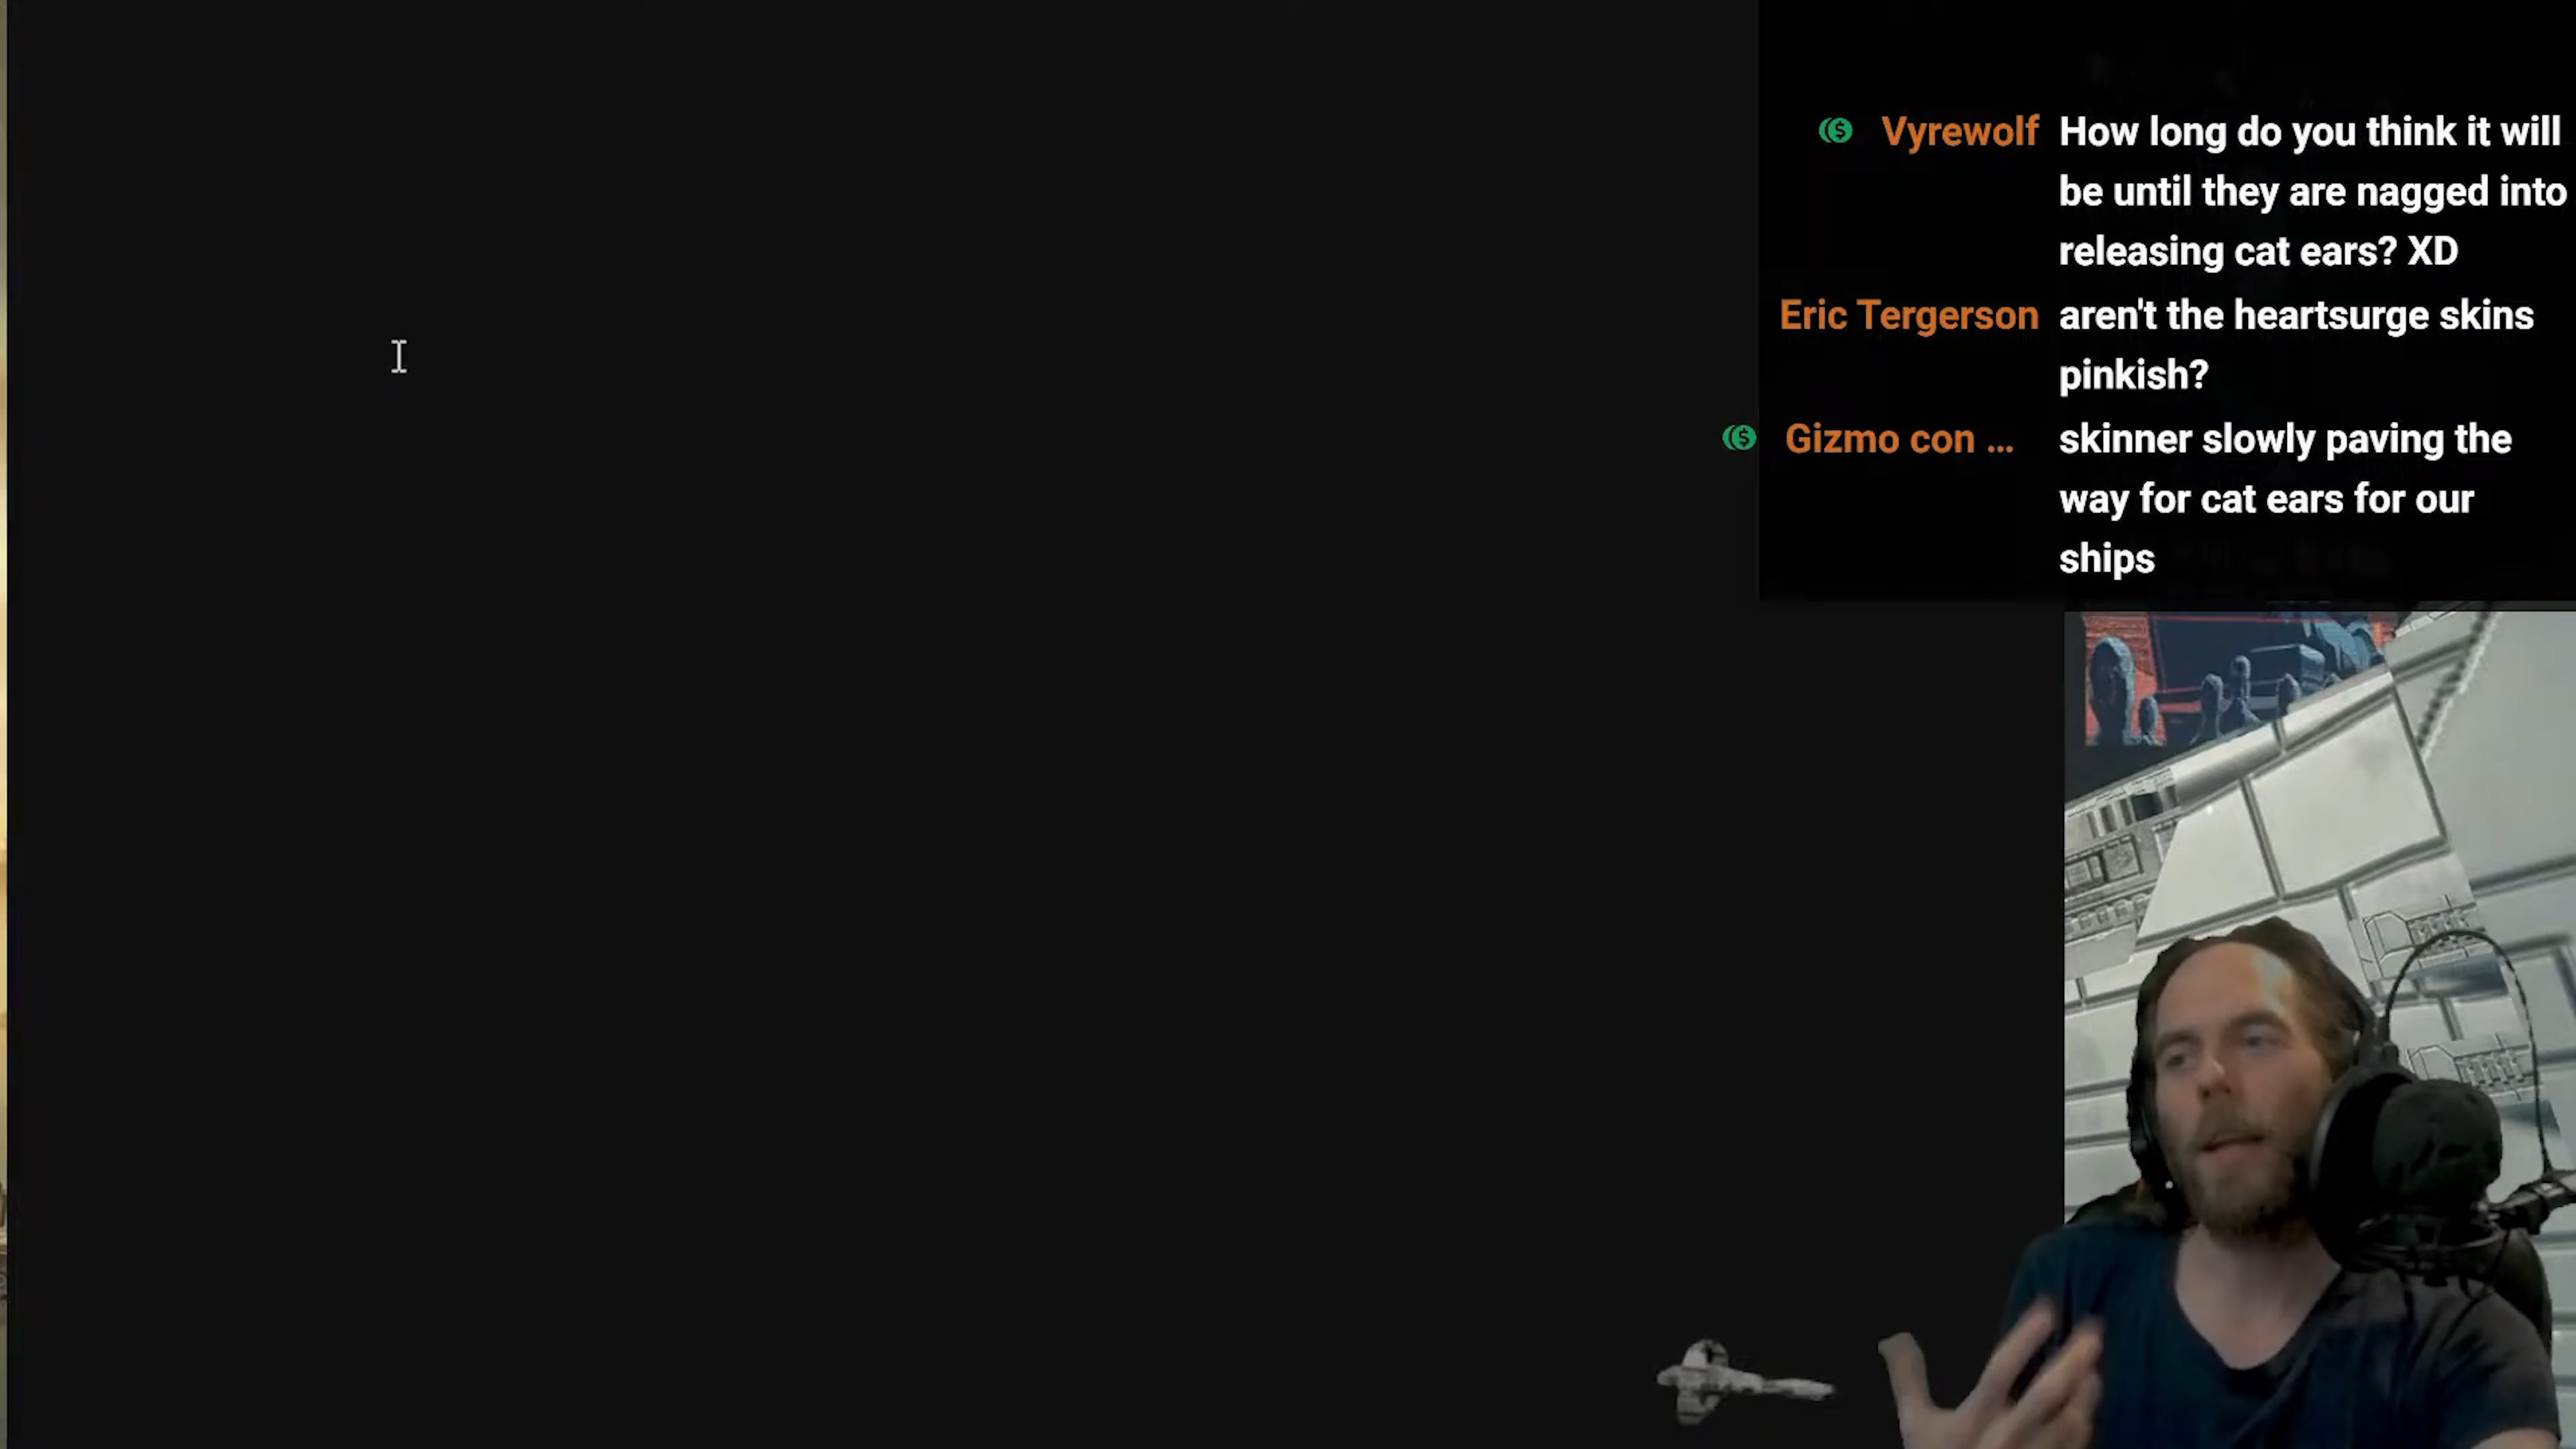 Vyrewolf How long do you think it will
be until they are nagged into
releasing cat ears? XD
Eric Tergerson aren't the heartsurge skins
pinkish?
Gizmo con ... skinner slowly paving the
way for cat ears for our
ships